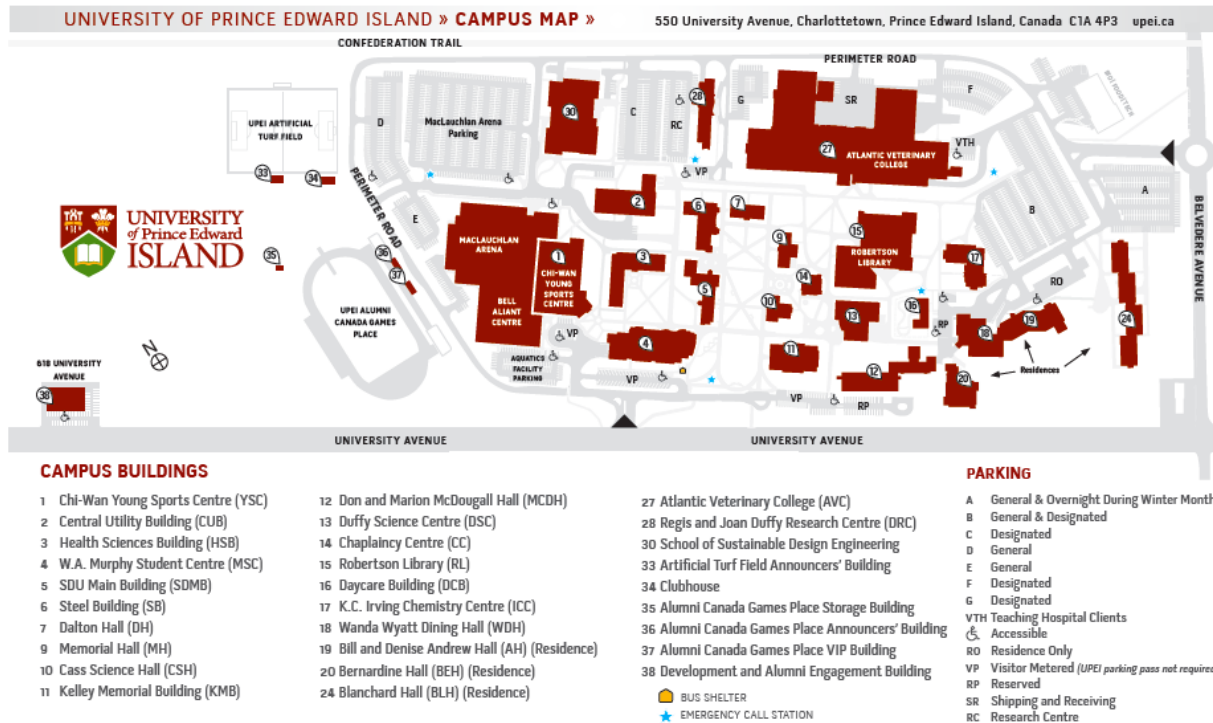 UNIVERSITY OF PRINCE EDWARD ISLAND » CAMPUS MAP »
550 University Avenue, Charlottetown, Prince Edward Island, Canada C1A 4P3 upei.ca
CONFEDERATION TRAIL
PERIMETER ROAD
UPEI ARTIFICIAL
TURF FIELD
D
MacLauchlan Arena
Parking
30
C
RC
28
G
SR
F
27
ATLANTIC VETERINARY
COLLEGE
VTH
VP
33
34
PERIMETER ROAD
E
2
6
7
B
A
BELVEDERE AVENUE
UNIVERSITY
of Prince Edward
ISLAND
MACLAUCHLAN
ARENA
1
CHI-WAN
YOUNG
SPORTS
CENTRE
BELL
ALIANT
CENTRE
3
5
9
14
10
15
ROBERTSON
LIBRARY
17
16
13
RO
35
36
37
UPEI ALUMNI
CANADA GAMES
PLACE
VP
4
11
RP
18
19
24
N
AQUATICS
FACILITY
PARKING
VP
12
20
Residences
VP
RP
618 UNIVERSITY
AVENUE
38
UNIVERSITY AVENUE
UNIVERSITY AVENUE
CAMPUS BUILDINGS
1 Chi-Wan Young Sports Centre (YSC)
2 Central Utility Building (CUB)
3 Health Sciences Building (HSB)
4 W.A. Murphy Student Centre (MSC)
5 SDU Main Building (SDMB)
6 Steel Building (SB)
7 Dalton Hall (DH)
9 Memorial Hall (MH)
10 Cass Science Hall (CSH)
11 Kelley Memorial Building (KMB)
12 Don and Marion McDougall Hall (MCDH)
13 Duffy Science Centre (DSC)
14 Chaplaincy Centre (CC)
15 Robertson Library (RL)
16 Daycare Building (DCB)
17 K.C. Irving Chemistry Centre (ICC)
18 Wanda Wyatt Dining Hall (WDH)
19 Bill and Denise Andrew Hall (AH) (Residence)
20 Bernardine Hall (BEH) (Residence)
24 Blanchard Hall (BLH) (Residence)
27 Atlantic Veterinary College (AVC)
28 Regis and Joan Duffy Research Centre (DRC)
30 School of Sustainable Design Engineering
33 Artificial Turf Field Announcers' Building
34 Clubhouse
35 Alumni Canada Games Place Storage Building
36 Alumni Canada Games Place Announcers' Building
37 Alumni Canada Games Place VIP Building
38 Development and Alumni Engagement Building
BUS SHELTER
EMERGENCY CALL STATION
PARKING
A General & Overnight During Winter Month
B General & Designated
C Designated
D General
E General
F Designated
G Designated
VTH Teaching Hospital Clients
Accessible
RO Residence Only
VP Visitor Metered (UPEI parking pass not required
RP Reserved
SR Shipping and Receiving
RC Research Centre